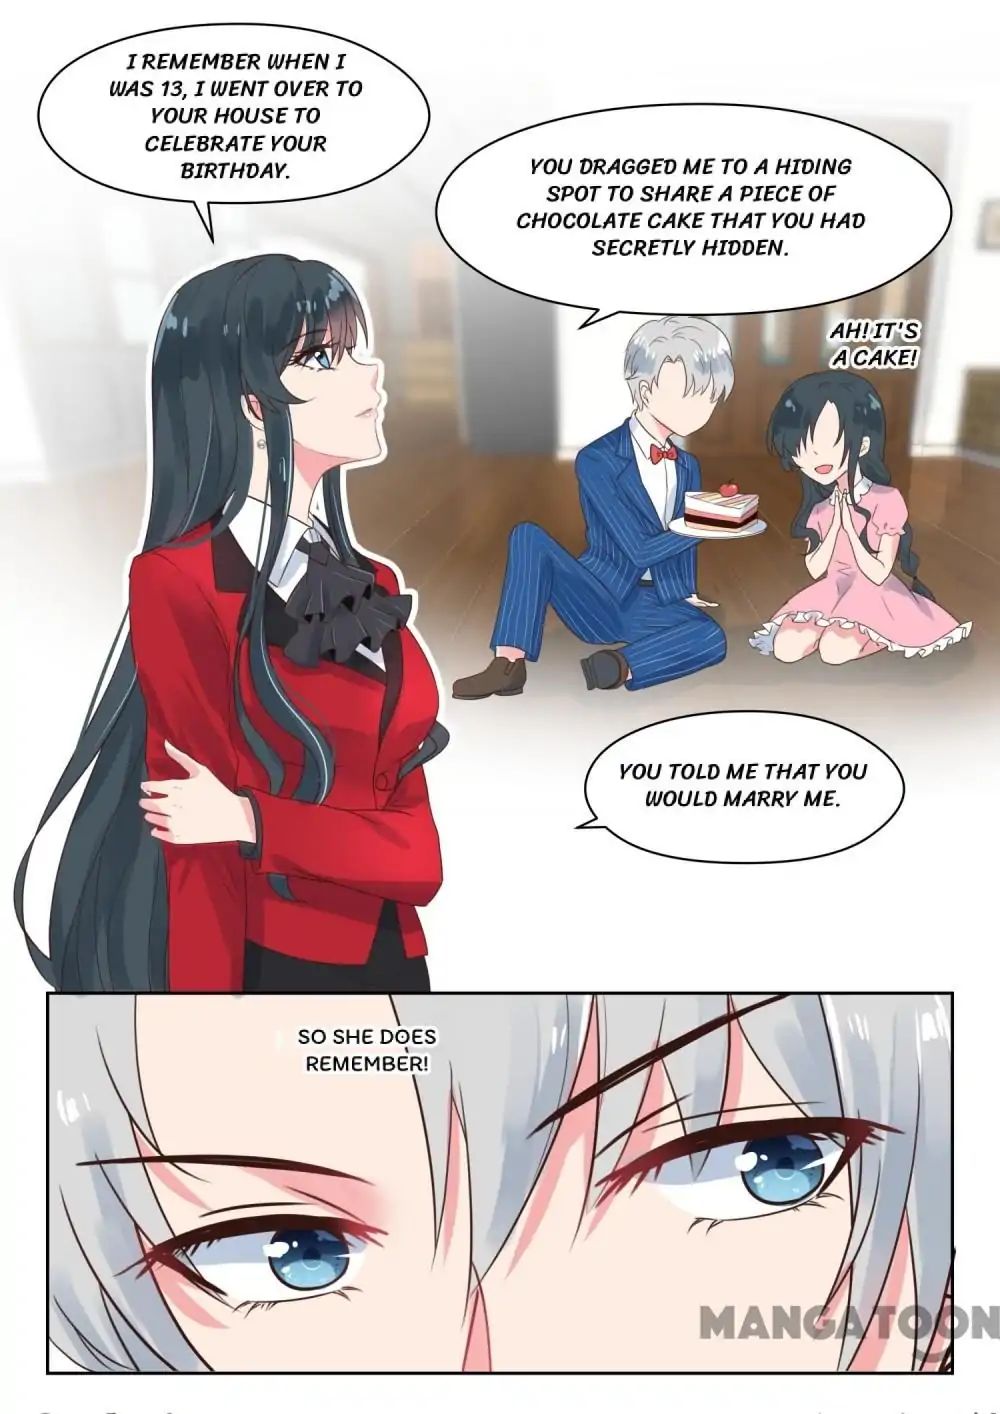 I REMEMBER WHEN I
WAS 13, I WENT OVER TO
YOUR HOUSE TO
CELEBRATE YOUR
BIRTHDAY.
YOU DRAGGED ME TO A HIDING
SPOT TO SHARE A PIECE OF
CHOCOLATE CAKE THAT YOU HAD
SECRETLY HIDDEN.
AH! IT'S
A CAKE!
YOU TOLD ME THAT YOU
WOULD MARRY ME.
SO SHE DOES
REMEMBER!
MANGATOON